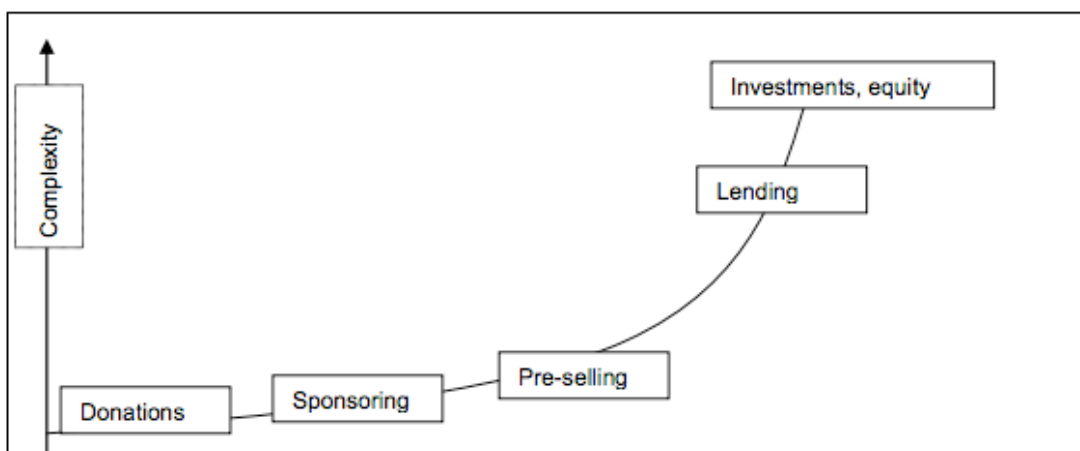 Complexity
Investments, equity
Lending
Pre-selling
Sponsoring
Donations